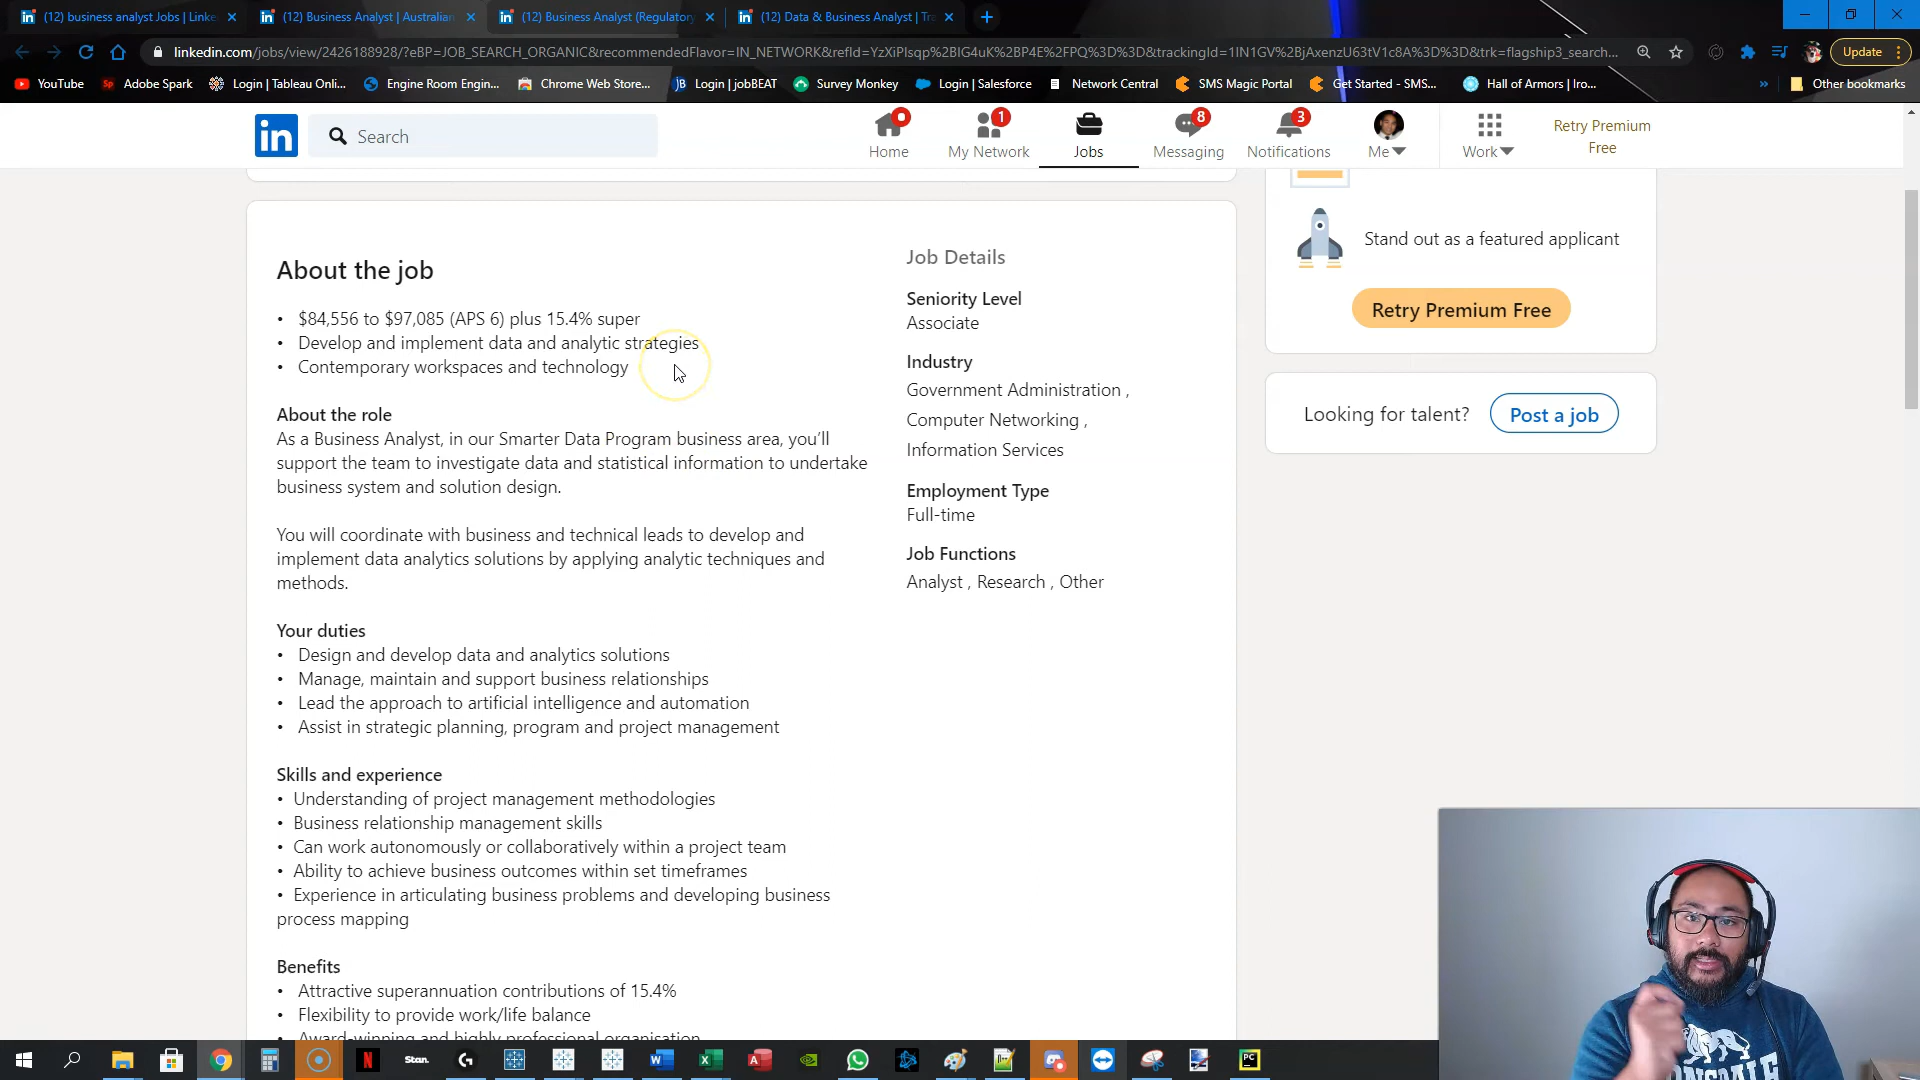 (12) business analyst Jobs | Linke
(12) Business Analyst | Australian
(12) Business Analyst (Regulatory
(12) Data & Business Analyst | Tra
linkedin.com/jobs/view/2426188928/?eBP=JOB_SEARCH_ORGANIC&recommendedFlavor=IN_NETWORK&refId=YzXiPIsqp%2BIG4uK%2BP4E%2FPQ%3D%3D&trackingId=1IN1GV%2BjAxenzU63tV1c8A%3D%3D&trk=flagship3_search...
Update
YouTube
Adobe Spark
Login | Tableau Onli...
Engine Room Engin...
Chrome Web Store...
Login | jobBEAT
Survey Monkey
Login | Salesforce
Network Central
SMS Magic Portal
Get Started - SMS...
Hall of Armors | Iro...
»
Other bookmarks
in
Search
Home
1
My Network
Jobs
8
Messaging
3
Notifications
Me
Work
Retry Premium
Free
About the job
• $84,556 to $97,085 (APS 6) plus 15.4% super
• Develop and implement data and analytic strategies
• Contemporary workspaces and technology
About the role
As a Business Analyst, in our Smarter Data Program business area, you'll
support the team to investigate data and statistical information to undertake
business system and solution design.
You will coordinate with business and technical leads to develop and
implement data analytics solutions by applying analytic techniques and
methods.
Your duties
• Design and develop data and analytics solutions
• Manage, maintain and support business relationships
• Lead the approach to artificial intelligence and automation
• Assist in strategic planning, program and project management
Skills and experience
• Understanding of project management methodologies
• Business relationship management skills
• Can work autonomously or collaboratively within a project team
• Ability to achieve business outcomes within set timeframes
• Experience in articulating business problems and developing business
process mapping
Benefits
• Attractive superannuation contributions of 15.4%
• Flexibility to provide work/life balance
• Award-winning and highly professional organisation
Job Details
Seniority Level
Associate
Industry
Government Administration ,
Computer Networking ,
Information Services
Employment Type
Full-time
Job Functions
Analyst , Research , Other
Stand out as a featured applicant
Retry Premium Free
Looking for talent?
Post a job
Stan.
PC